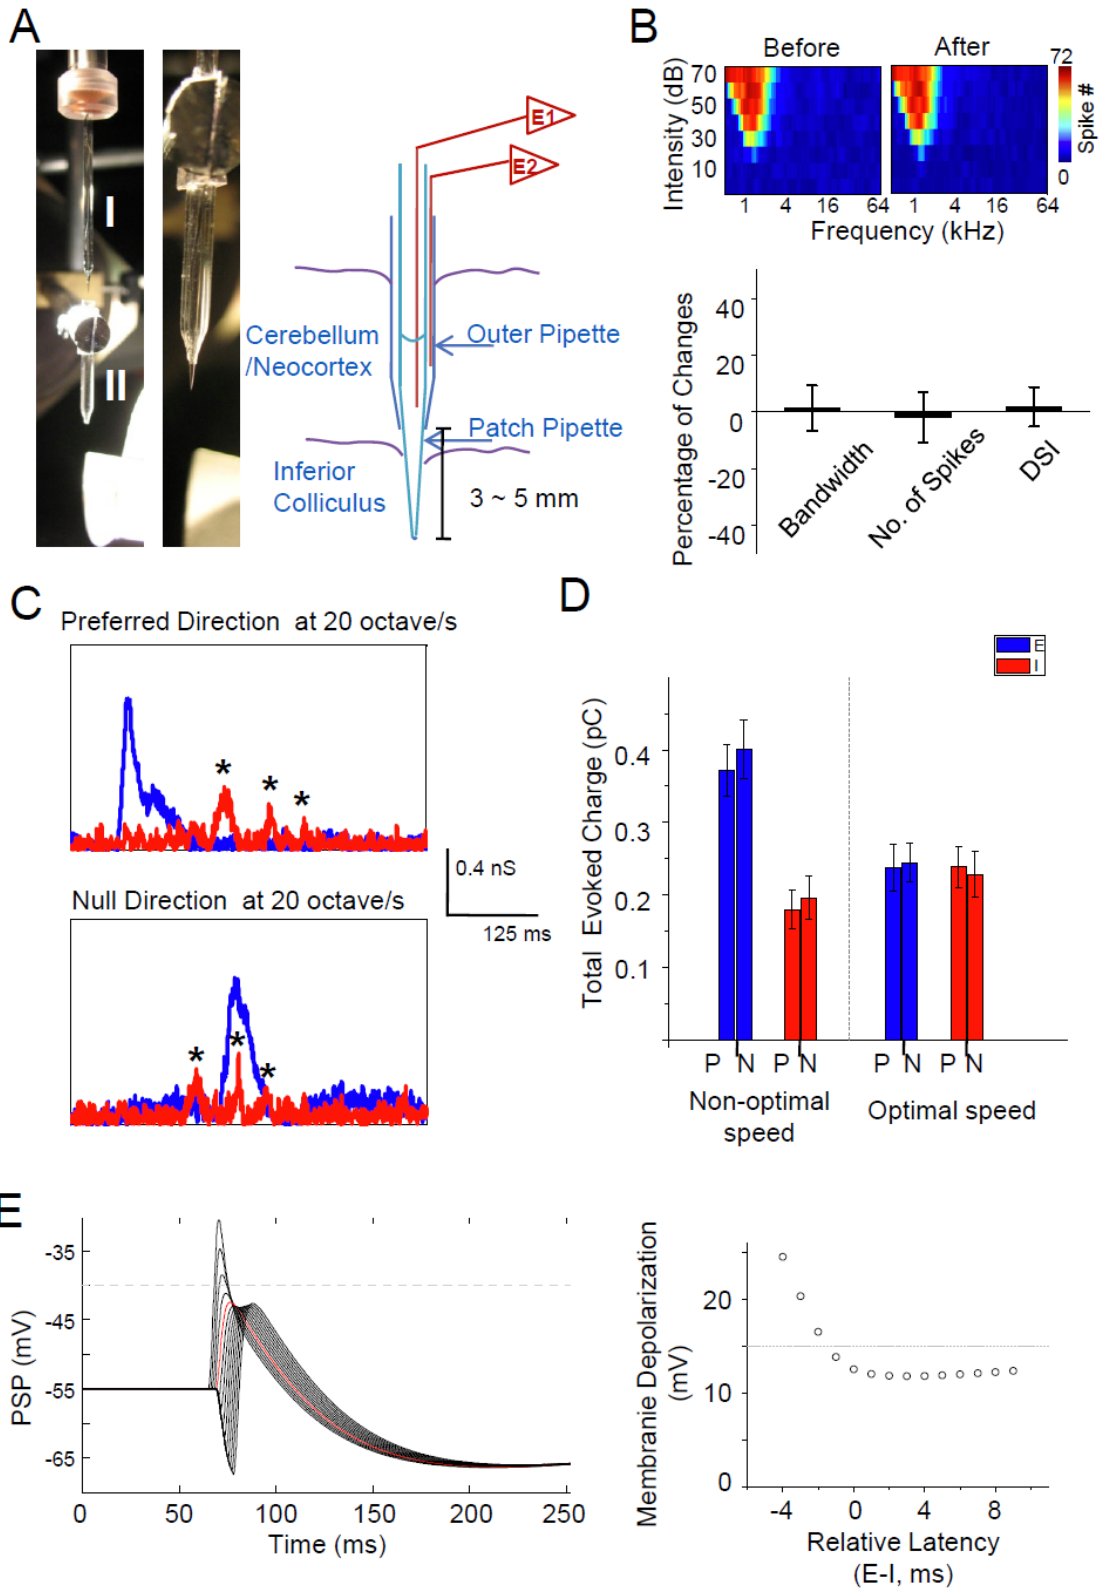 A
I
II
E1
E2
Cerebellum
/Neocortex
Outer Pipette
Patch Pipette
Inferior
Colliculus
3 ~ 5 mm
B
Before
After
Intensity (dB)
70
50
30
10
1
4
16
64
1
4
16
64
Frequency (kHz)
72
0
Spike #
Percentage of Changes
40
20
0
-20
-40
Bandwidth
No. of Spikes
DSI
C
Preferred Direction at 20 octave/s
*
*
*
0.4 nS
125 ms
Null Direction at 20 octave/s
*
*
*
D
E
I
Total Evoked Charge (pC)
0.4
0.3
0.2
0.1
P N P N P N P N
Non-optimal
speed
Optimal speed
E
PSP (mV)
-35
-45
-55
-65
0
50
100
150
200
250
Time (ms)
Membranie Depolarization
(mV)
20
10
0
-4
0
4
8
Relative Latency
(E-I, ms)